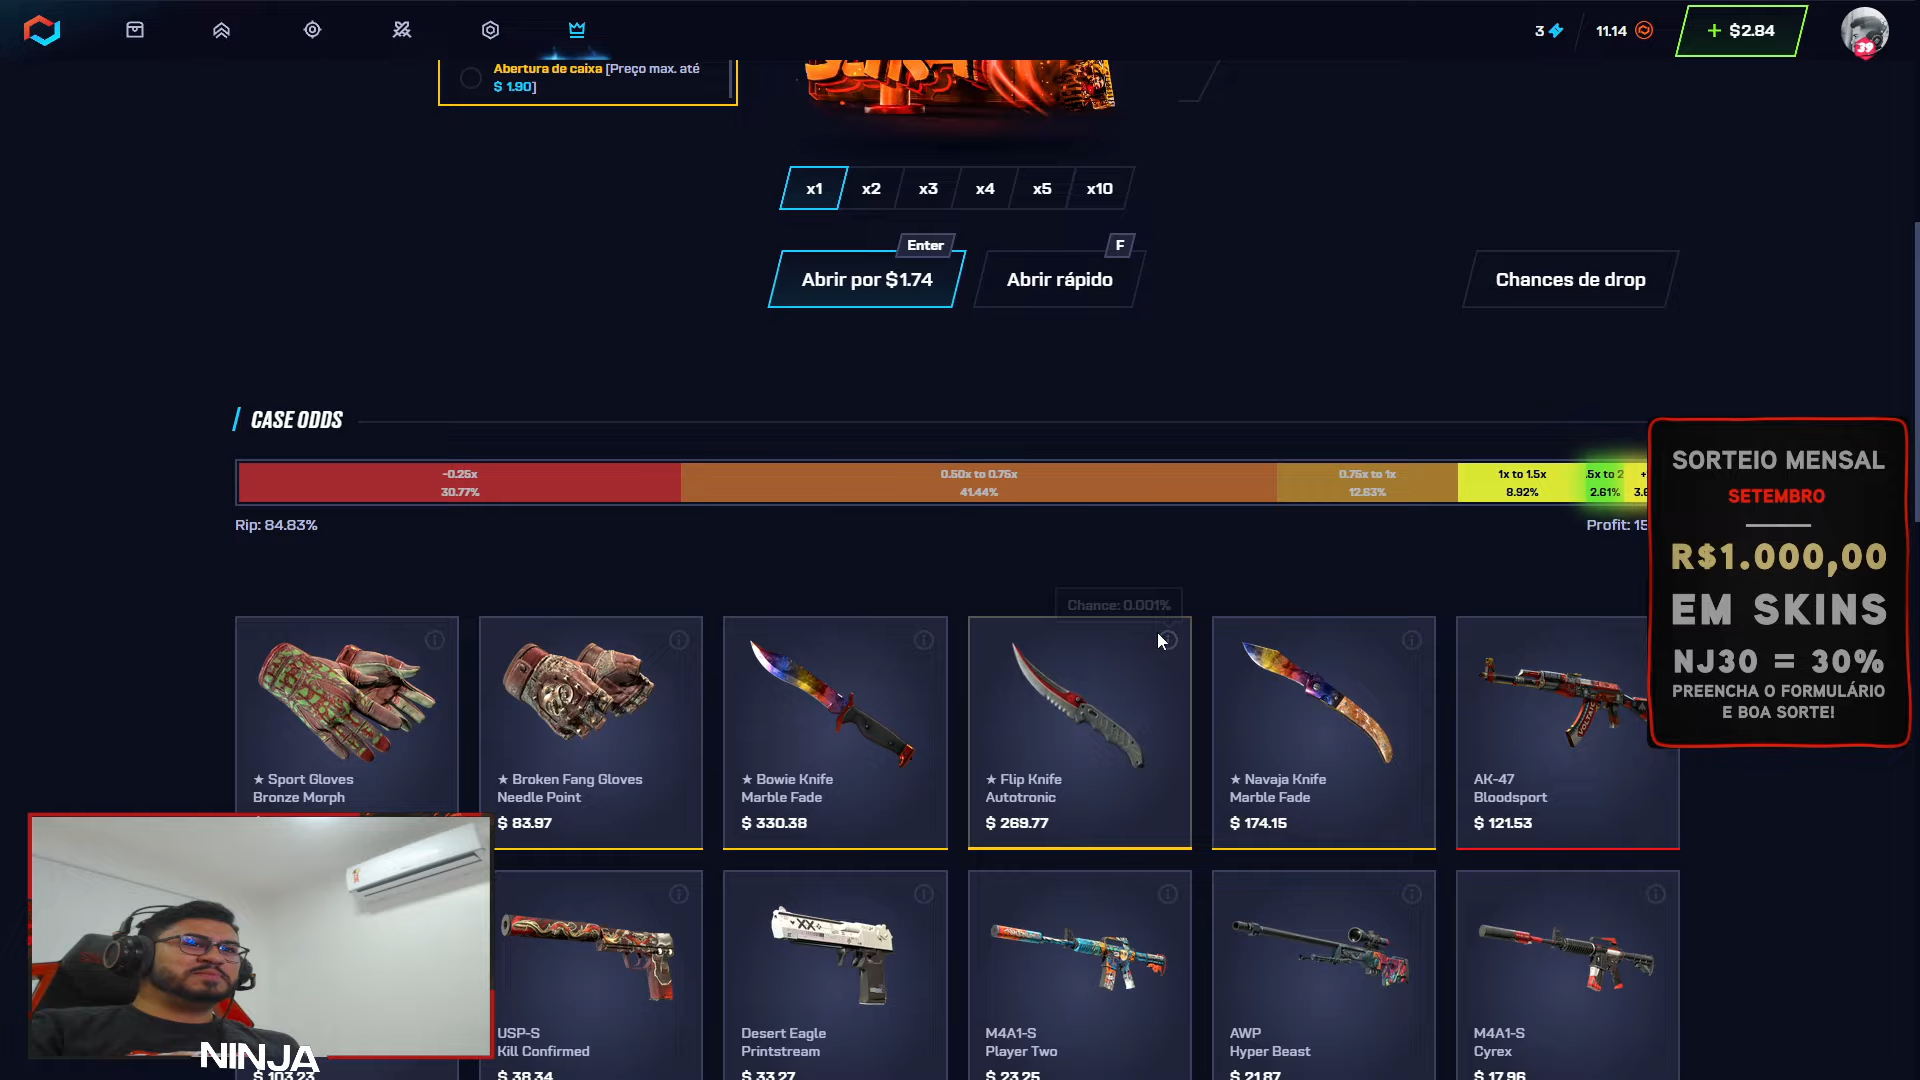 3
11.14
+ $2.84
39
Abertura de caixa [Preço max. até
$ 1.90]
x1
x2
x3
x4
x5
x10
Enter
F
Abrir por $1.74
Abrir rápido
Chances de drop
CASE ODDS
-0.25x
30.77%
0.50x to 0.75x
41.44%
0.75x to 1x
12.63%
1x to 1.5x
8.92%
.5x to 2
2.61%
+
3.6
Rip: 84.83%
Profit: 15
SORTEIO MENSAL
SETEMBRO
R$1.000,00
EM SKINS
NJ30 = 30%
PREENCHA O FORMULÁRIO
E BOA SORTE!
Chance: 0.001%
★ Sport Gloves
Bronze Morph
★ Broken Fang Gloves
Needle Point
$ 83.97
★ Bowie Knife
Marble Fade
$ 330.38
★ Flip Knife
Autotronic
$ 269.77
★ Navaja Knife
Marble Fade
$ 174.15
AK-47
Bloodsport
$ 121.53
USP-S
Kill Confirmed
$ 38.34
Desert Eagle
Printstream
$ 33.27
M4A1-S
Player Two
$ 23.25
AWP
Hyper Beast
$ 21.87
M4A1-S
Cyrex
$ 17.96
NINJA
$ 103.23